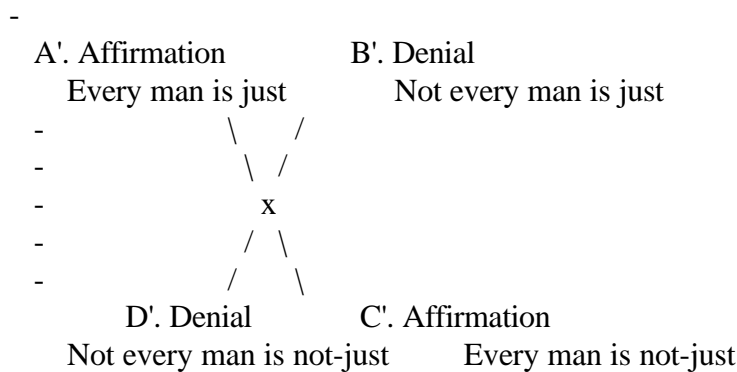 -
A'. Affirmation B'. Denial
Every man is just Not every man is just
- \ /
- \ /
- x
- / \
- / \
D'. Denial C'. Affirmation
Not every man is not-just Every man is not-just